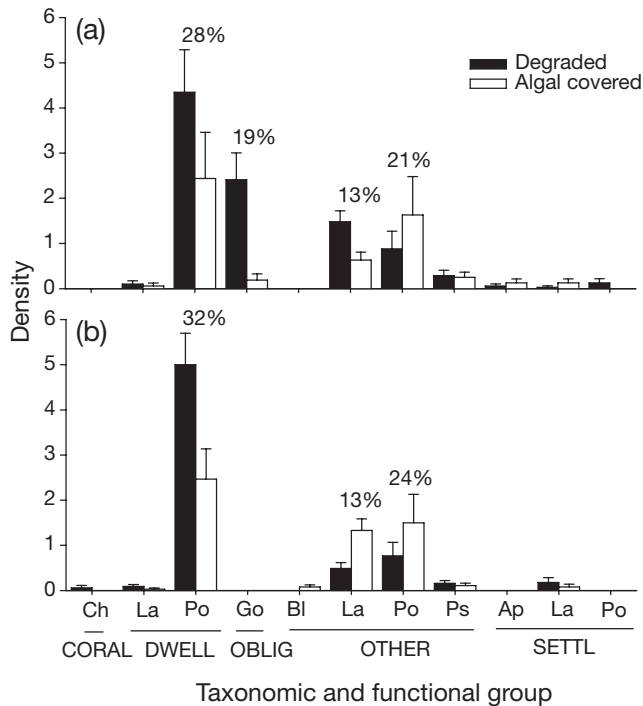 (a)
28%
19%
13%
21%
Degraded
Algal covered
6
5
4
3
2
1
0
Density
(b)
32%
13%
24%
6
5
4
3
2
1
0
Ch La Po Go Bl La Po Ps Ap La Po
CORAL DWELL OBLIG OTHER SETTL
Taxonomic and functional group